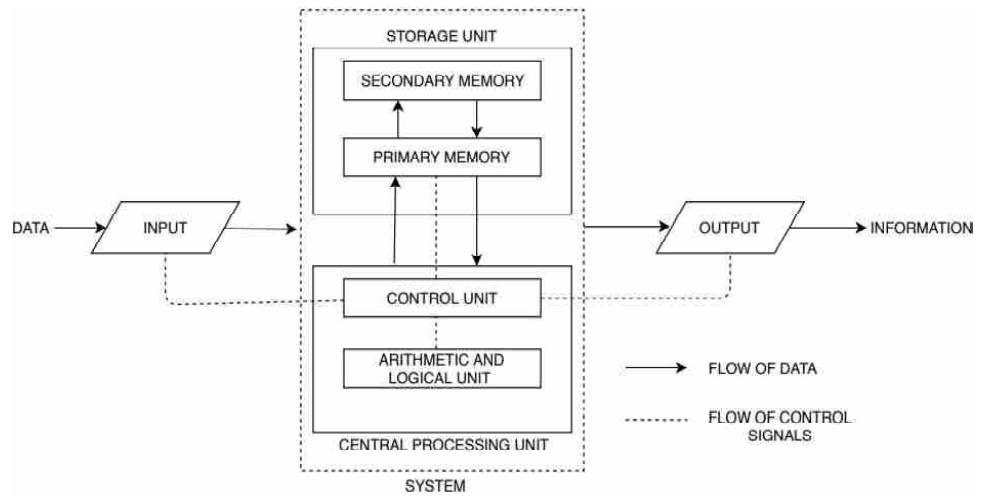 STORAGE UNIT
SECONDARY MEMORY
PRIMARY MEMORY
DATA
INPUT
OUTPUT
INFORMATION
CONTROL UNIT
ARITHMETIC AND
LOGICAL UNIT
CENTRAL PROCESSING UNIT
SYSTEM
FLOW OF DATA
FLOW OF CONTROL
SIGNALS